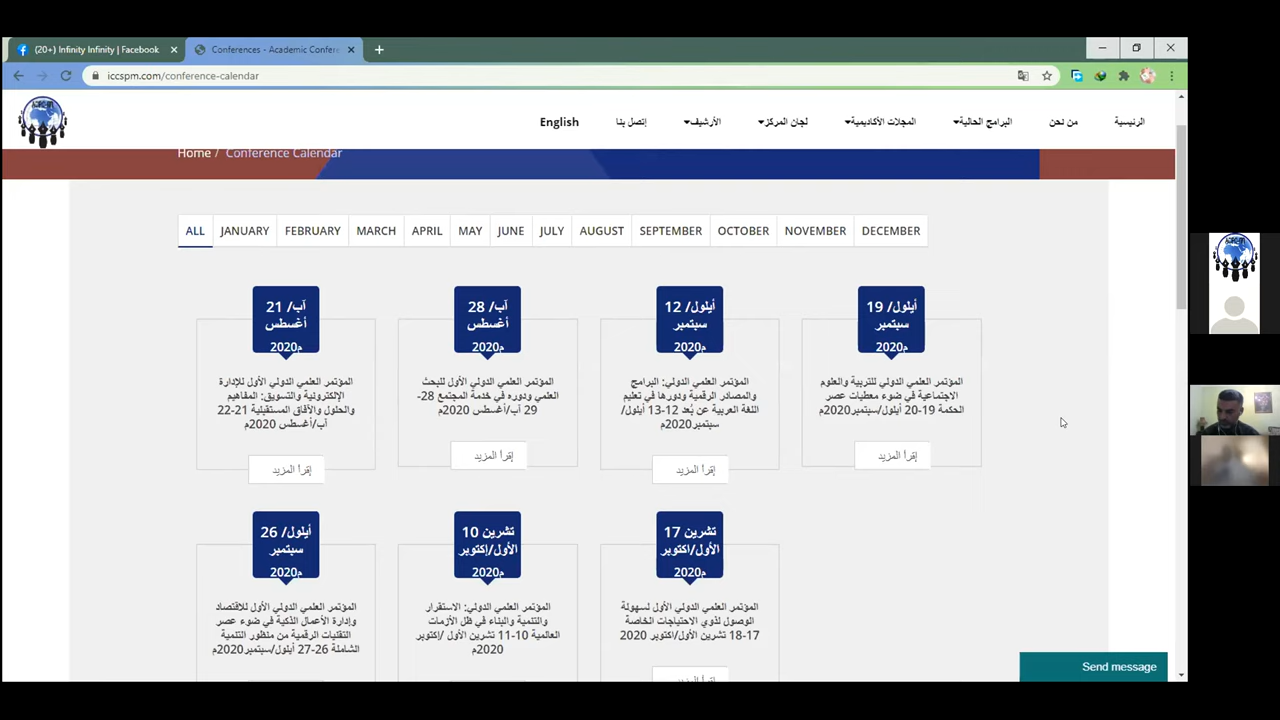 (20+) Infinity Infinity | Facebook
Conferences - Academic Confere
iccspm.com/conference-calendar
الرئيسية
من نحن
البرامج الحالية
المجلات الأكاديمية
لجان المركز
الأرشيف
إتصل بنا
English
Home / Conference Calendar
ALL
JANUARY
FEBRUARY
MARCH
APRIL
MAY
JUNE
JULY
AUGUST
SEPTEMBER
OCTOBER
NOVEMBER
DECEMBER
21 آب/
أغسطس
2020م
المؤتمر العلمي الدولي الأول للإدارة
الإلكترونية والتسويق: المفاهيم
والحلول والآفاق المستقبلية 21-22
آب/أغسطس 2020م
إقرأ المزيد
28 آب/
أغسطس
2020م
المؤتمر العلمي الدولي الأول للبحث
العلمي ودوره في خدمة المجتمع 28-
29 آب/أغسطس 2020م
إقرأ المزيد
12 أيلول/
سبتمبر
2020م
المؤتمر العلمي الدولي: البرامج
والمصادر الرقمية ودورها في تعليم
اللغة العربية عن بُعد 12-13 أيلول/
سبتمبر2020م
إقرأ المزيد
19 أيلول/
سبتمبر
2020م
المؤتمر العلمي الدولي للتربية والعلوم
الاجتماعية في ضوء معطيات عصر
الحكمة 19-20 أيلول/سبتمبر2020م
إقرأ المزيد
26 أيلول/
سبتمبر
2020م
المؤتمر العلمي الدولي الأول للاقتصاد
وإدارة الأعمال الذكية في ضوء عصر
التقنيات الرقمية من منظور التنمية
الشاملة 26-27 أيلول/سبتمبر2020م
10 تشرين
الأول/إكتوبر
2020م
المؤتمر العلمي الدولي: الاستقرار
والتنمية والبناء في ظل الأزمات
العالمية 10-11 تشرين الأول /إكتوبر
2020م
17 تشرين
الأول/اكتوبر
2020م
المؤتمر العلمي الدولي الأول لسهولة
الوصول لذوي الاحتياجات الخاصة
17-18 تشرين الأول/اكتوبر 2020
إقرأ المزيد
Send message